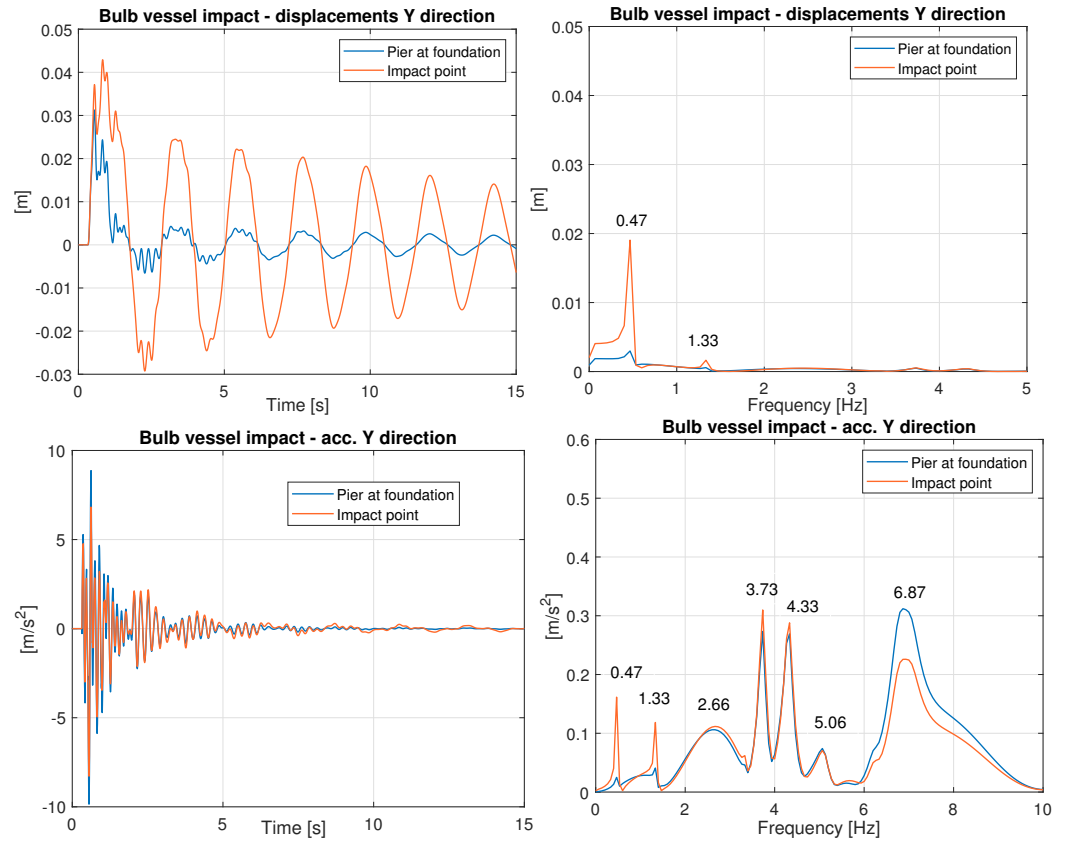 Bulb vessel impact - displacements Y direction
0.05
0.04
0.03
0.02
0.01
0
-0.01
-0.02
-0.03
[m]
Pier at foundation
Impact point
0
5
10
15
Time [s]
Bulb vessel impact - displacements Y direction
0.05
0.04
0.03
0.02
0.01
0
[m]
Pier at foundation
Impact point
0.47
1.33
0
1
2
3
4
5
Frequency [Hz]
Bulb vessel impact - acc. Y direction
10
5
0
-5
-10
[m/s²]
Pier at foundation
Impact point
0
5
10
15
Time [s]
Bulb vessel impact - acc. Y direction
0.6
0.5
0.4
0.3
0.2
0.1
0
[m/s²]
Pier at foundation
Impact point
0.47
1.33
2.66
3.73
4.33
5.06
6.87
0
2
4
6
8
10
Frequency [Hz]